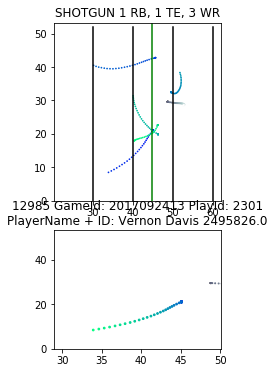 SHOTGUN 1 RB, 1 TE, 3 WR
50
40
30
20
10
0
30 40 50 60
12985 GameId: 2017092413 PlayId: 2301
PlayerName + ID: Vernon Davis 2495826.0
40
20
0
30 35 40 45 50